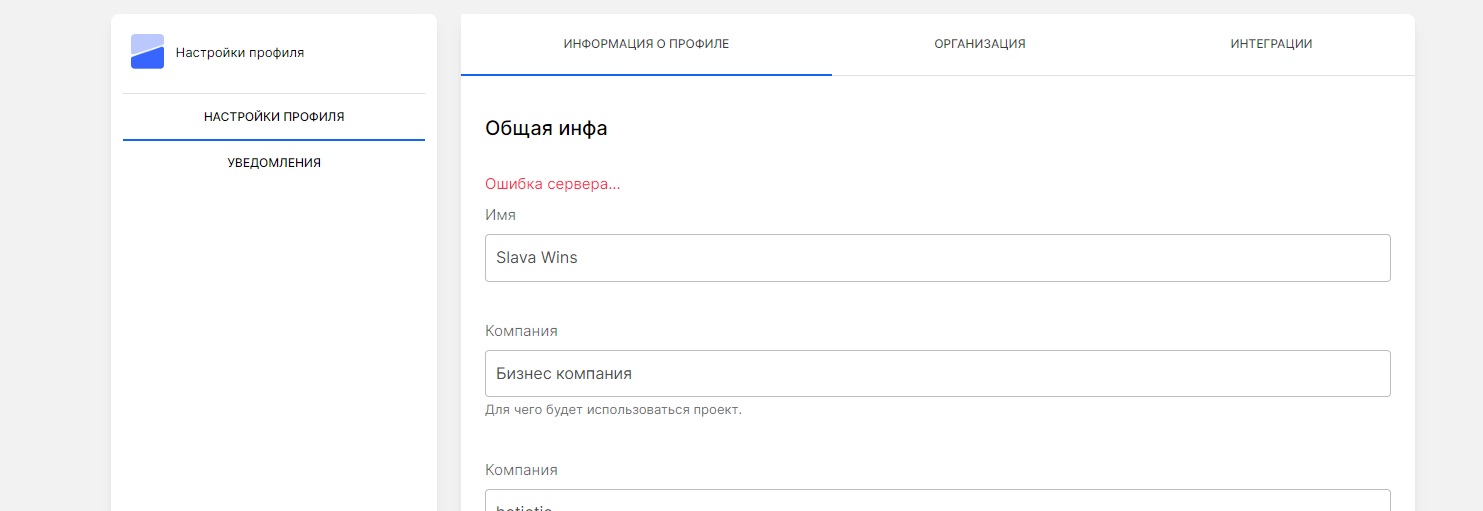 Настройки профиля
НАСТРОЙКИ ПРОФИЛЯ
УВЕДОМЛЕНИЯ
ИНФОРМАЦИЯ О ПРОФИЛЕ
ОРГАНИЗАЦИЯ
ИНТЕГРАЦИИ
Общая инфа
Ошибка сервера...
Имя
Slava Wins
Компания
Бизнес компания
Для чего будет использоваться проект.
Компания